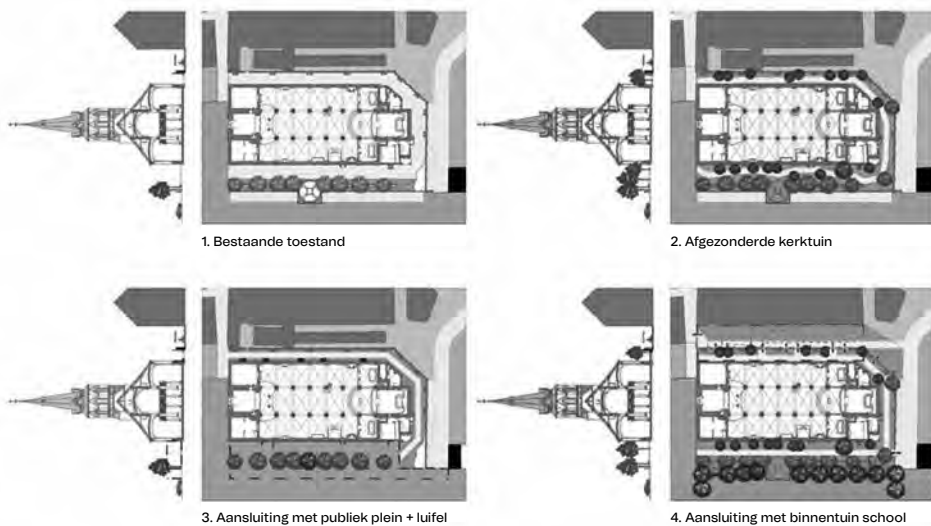 1. Bestaande toestand
2. Afgezonderde kerktuin
3. Aansluiting met publiek plein + luifel
4. Aansluiting met binnentuin school